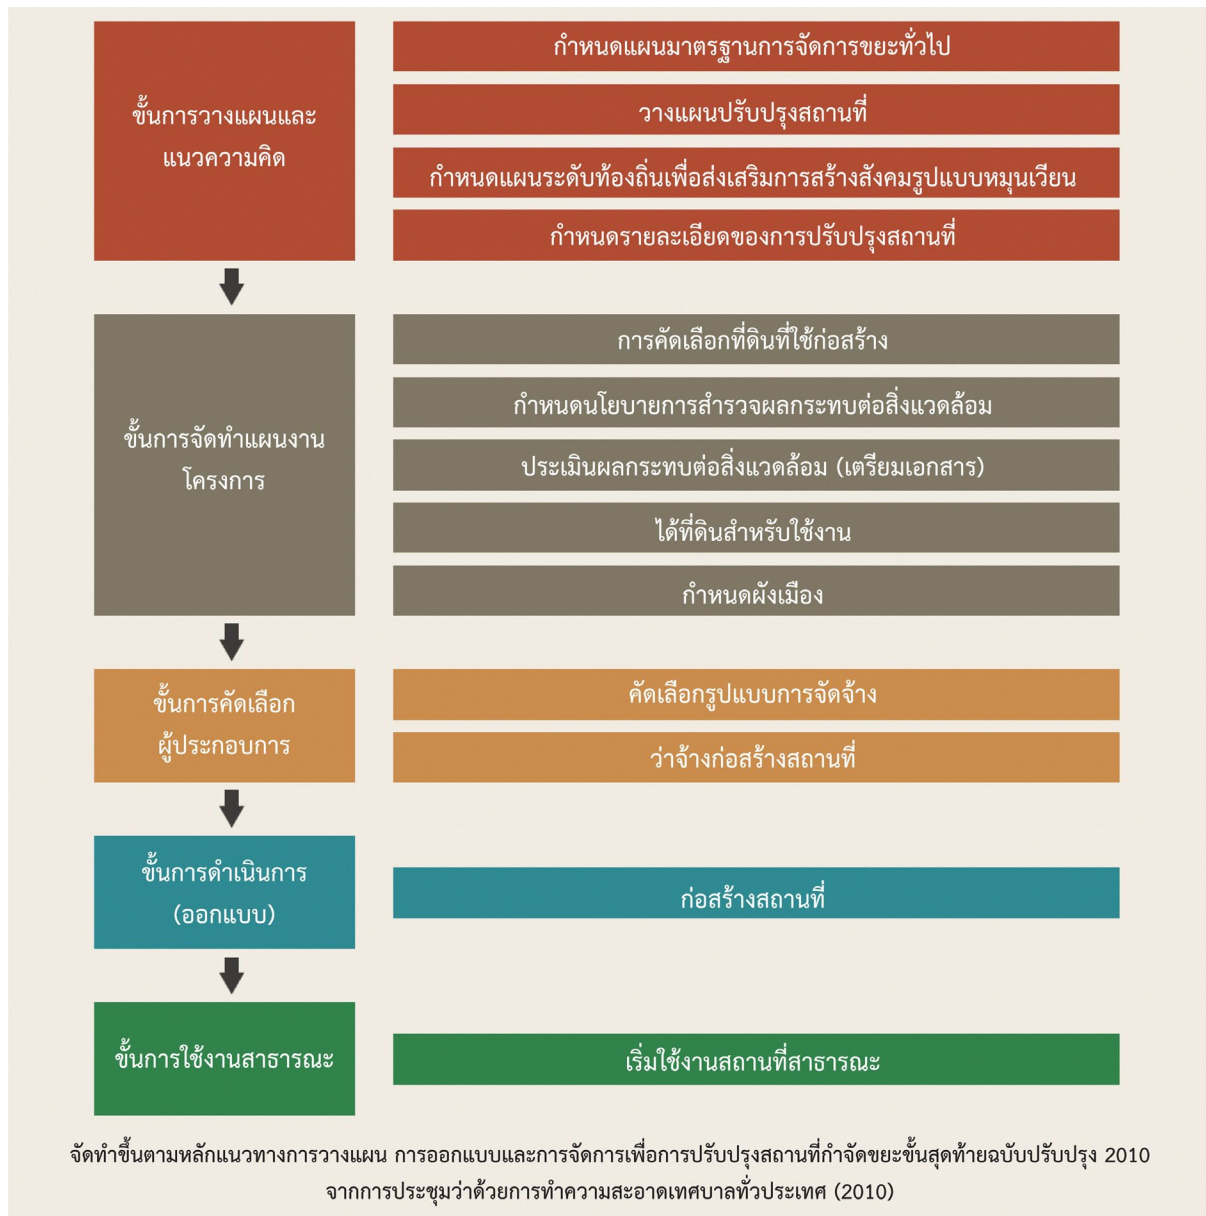 ขั้นการวางแผนและ
แนวความคิด
กำหนดแผนมาตรฐานการจัดการขยะทั่วไป
วางแผนปรับปรุงสถานที่
กำหนดแผนระดับท้องถิ่นเพื่อส่งเสริมการสร้างสังคมรูปแบบหมุนเวียน
กำหนดรายละเอียดของการปรับปรุงสถานที่
ขั้นการจัดทำแผนงาน
โครงการ
การคัดเลือกที่ดินที่ใช้ก่อสร้าง
กำหนดนโยบายการสำรวจผลกระทบต่อสิ่งแวดล้อม
ประเมินผลกระทบต่อสิ่งแวดล้อม (เตรียมเอกสาร)
ได้ที่ดินสำหรับใช้งาน
กำหนดผังเมือง
ขั้นการคัดเลือก
ผู้ประกอบการ
คัดเลือกรูปแบบการจัดจ้าง
ว่าจ้างก่อสร้างสถานที่
ขั้นการดำเนินการ
(ออกแบบ)
ก่อสร้างสถานที่
ขั้นการใช้งานสาธารณะ
เริ่มใช้งานสถานที่สาธารณะ
จัดทำขึ้นตามหลักแนวทางการวางแผน การออกแบบและการจัดการเพื่อการปรับปรุงสถานที่กำจัดขยะขั้นสุดท้ายฉบับปรับปรุง 2010
จากการประชุมว่าด้วยการทำความสะอาดเทศบาลทั่วประเทศ (2010)